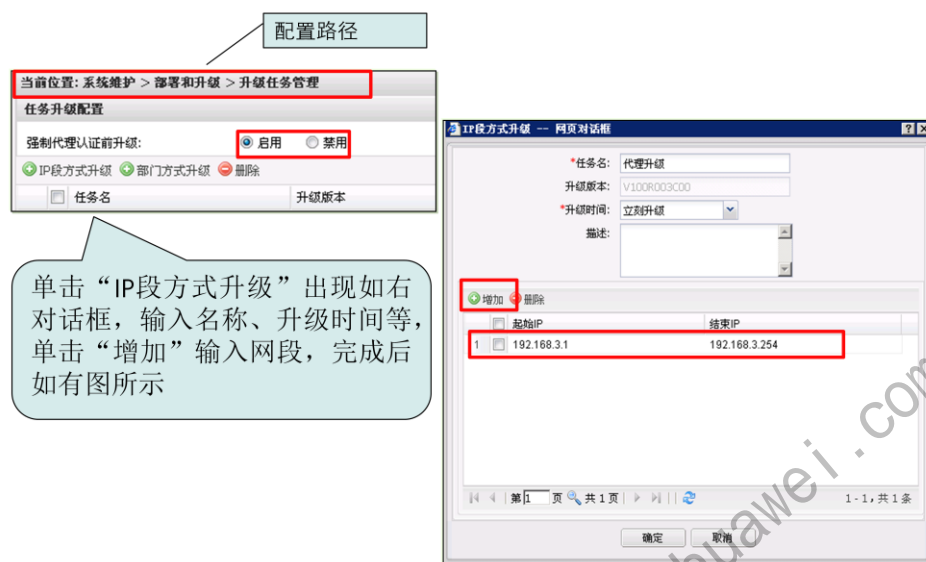 配置路径
当前位置: 系统维护 > 部署和升级 > 升级任务管理
任务升级配置
强制代理认证前升级: 启用 禁用
IP段方式升级 部门方式升级 删除
任务名 升级版本
单击“IP段方式升级”出现如右
对话框，输入名称、升级时间等，
单击“增加”输入网段，完成后
如有图所示
IP段方式升级 -- 网页对话框
*任务名: 代理升级
升级版本: V100R003C00
*升级时间: 立刻升级
描述:
增加 删除
起始IP 结束IP
1 192.168.3.1 192.168.3.254
第1 页 共1页 1-1,共1条
确定 取消
huawei.com